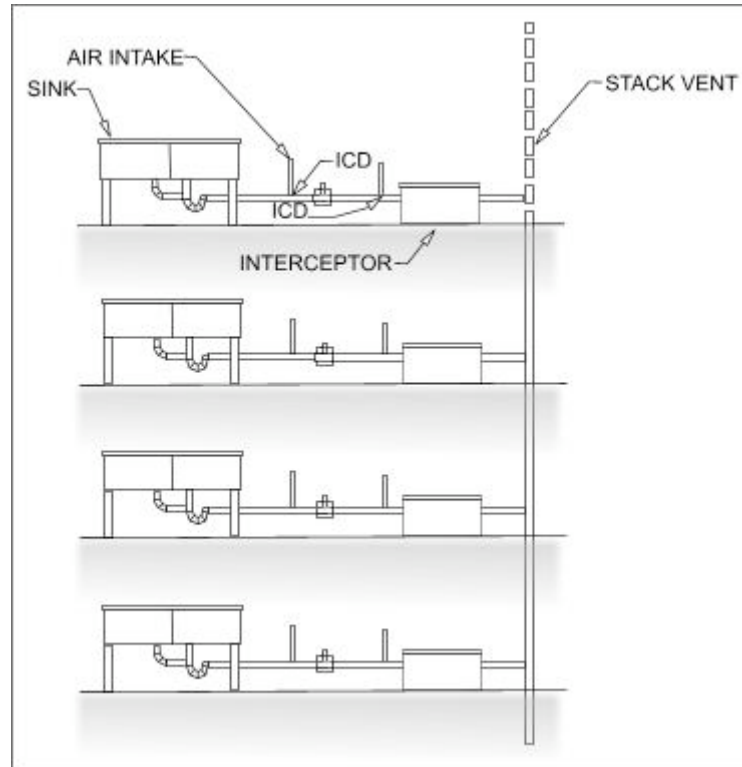 AIR INTAKE
SINK
STACK VENT
ICD
ICD
INTERCEPTOR